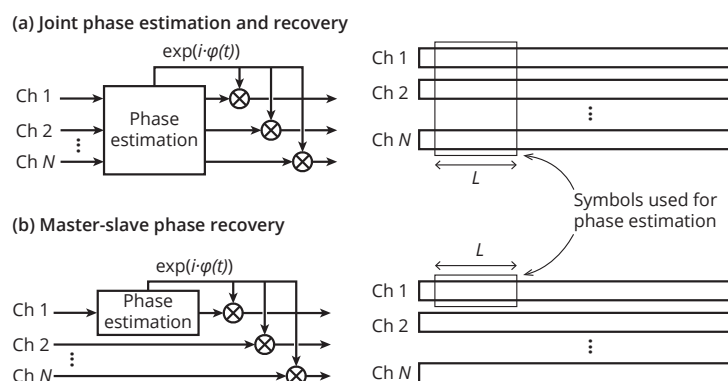 (a) Joint phase estimation and recovery
exp(i·φ(t))
Ch 1
Ch 2
⋮
Ch N
Phase
estimation
Ch 1
Ch 2
⋮
Ch N
L
Symbols used for
phase estimation
(b) Master-slave phase recovery
exp(i·φ(t))
Ch 1
Phase
estimation
Ch 2
⋮
Ch N
L
Ch 1
Ch 2
⋮
Ch N